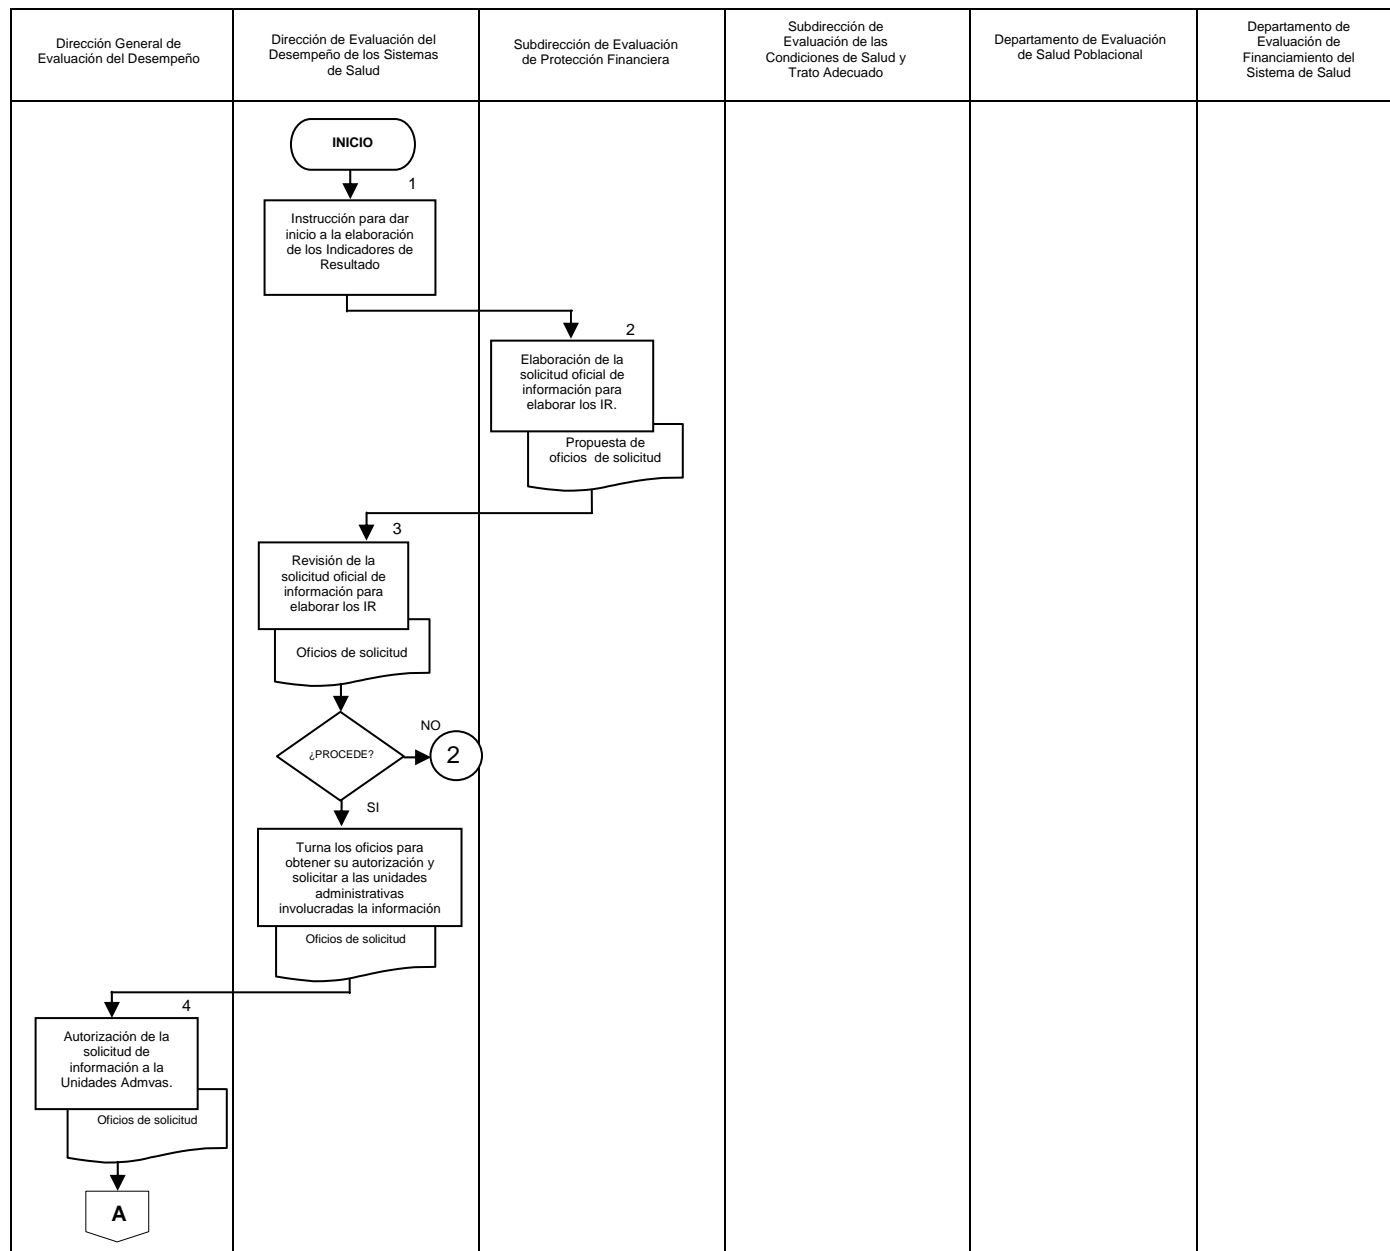 Dirección General de
Evaluación del Desempeño
Dirección de Evaluación del
Desempeño de los Sistemas
de Salud
Subdirección de Evaluación
de Protección Financiera
Subdirección de
Evaluación de las
Condiciones de Salud y
Trato Adecuado
Departamento de Evaluación
de Salud Poblacional
Departamento de
Evaluación de
Financiamiento del
Sistema de Salud
INICIO
1
Instrucción para dar
inicio a la elaboración
de los Indicadores de
Resultado
2
Elaboración de la
solicitud oficial de
información para
elaborar los IR.
Propuesta de
oficios de solicitud
3
Revisión de la
solicitud oficial de
información para
elaborar los IR
Oficios de solicitud
¿PROCEDE?
NO
2
SI
Turna los oficios para
obtener su autorización y
solicitar a las unidades
administrativas
involucradas la información
Oficios de solicitud
4
Autorización de la
solicitud de
información a la
Unidades Admvas.
Oficios de solicitud
A